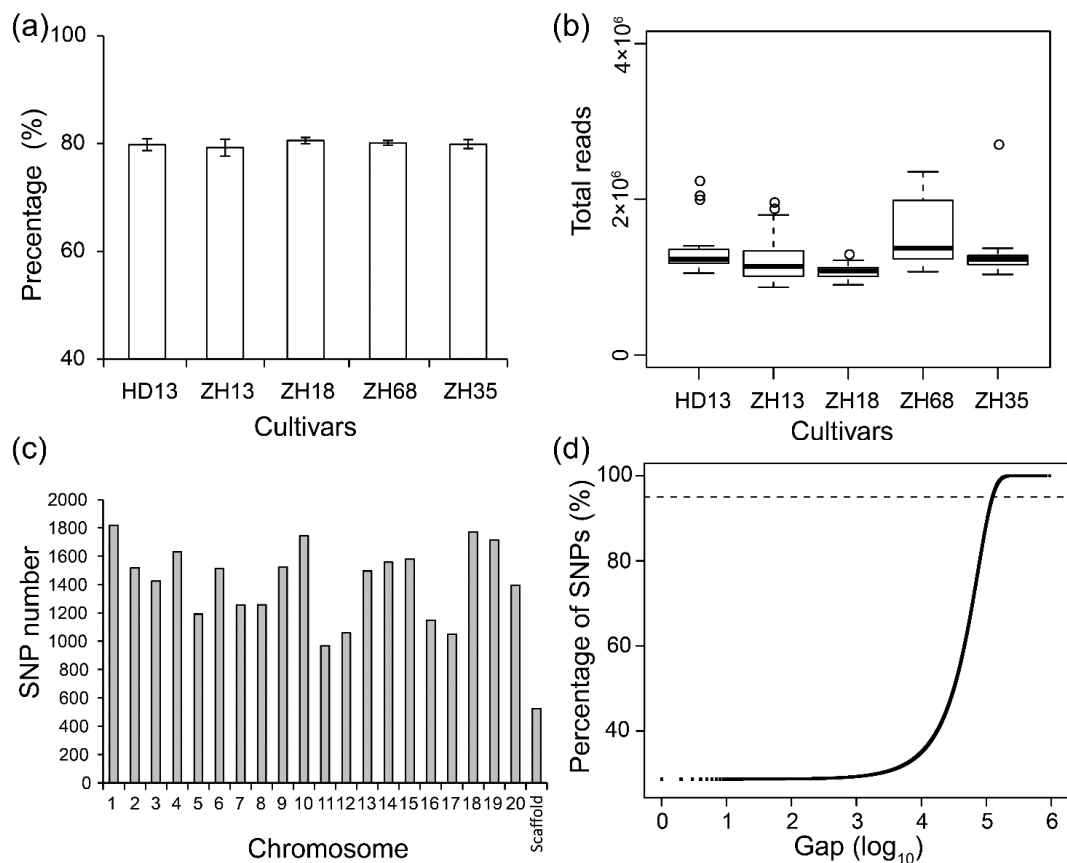 (a)
100
80
60
40
Precentage (%)
HD13 ZH13 ZH18 ZH68 ZH35
Cultivars
(b)
4×10⁶
2×10⁶
0
Total reads
HD13 ZH13 ZH18 ZH68 ZH35
Cultivars
(c)
2000
1800
1600
1400
1200
1000
800
600
400
200
0
SNP number
1 2 3 4 5 6 7 8 9 10 11 12 13 14 15 16 17 18 19 20 Scaffold
Chromosome
(d)
100
80
60
40
Percentage of SNPs (%)
0 1 2 3 4 5 6
Gap (log₁₀)